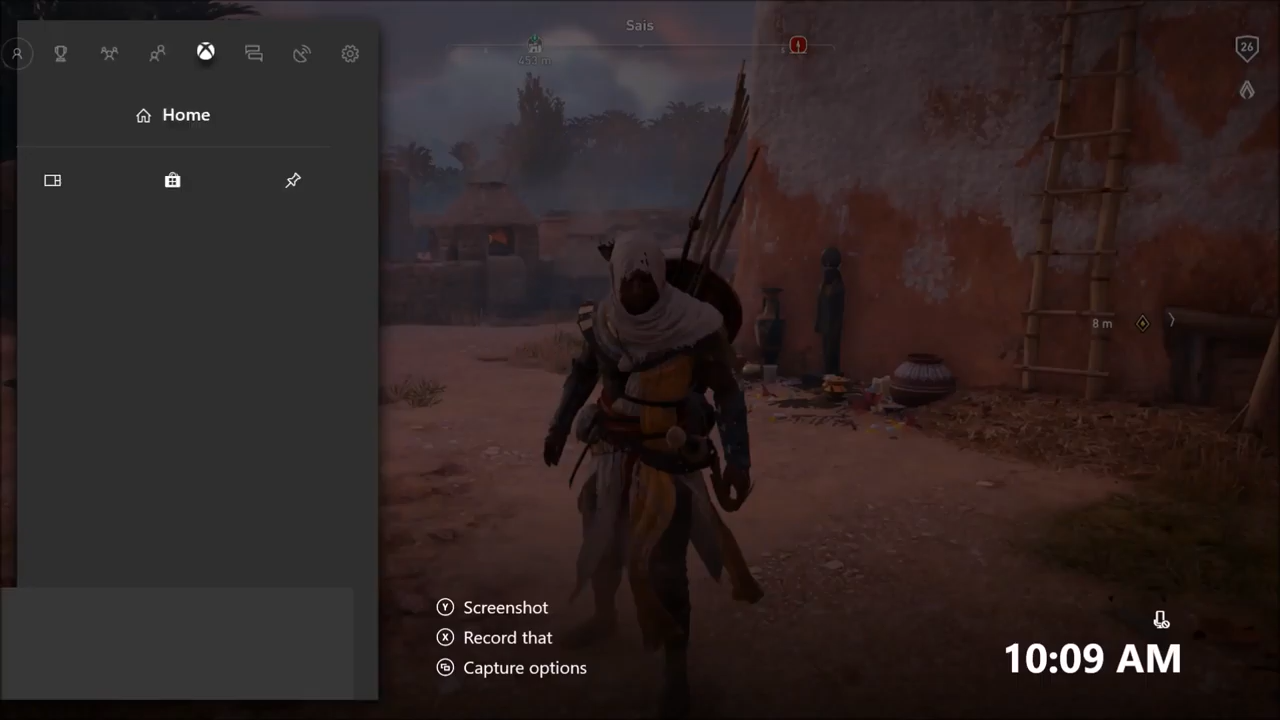 Sais
453 m
26
Home
8 m
Y Screenshot
X Record that
Capture options
10:09 AM